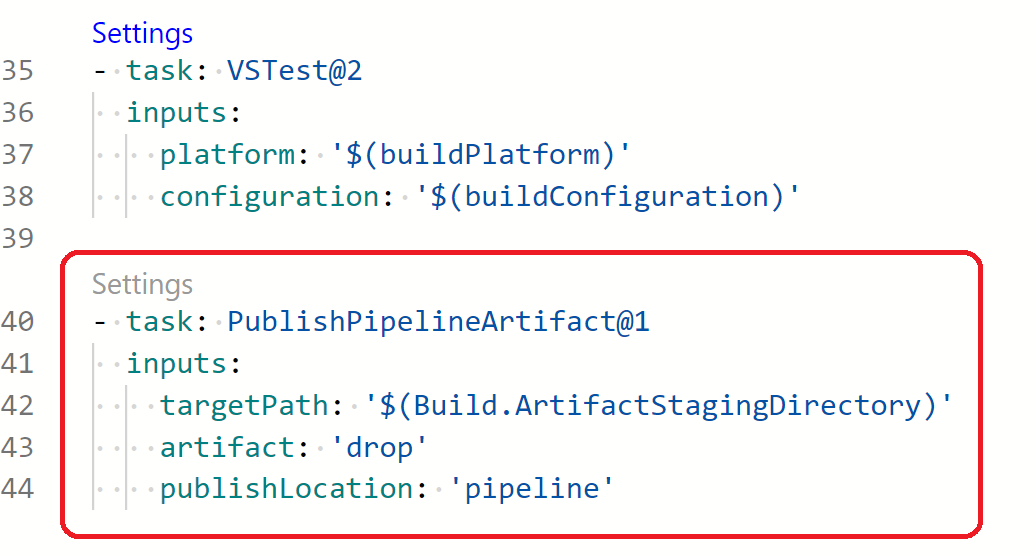 Settings
35 - task: VSTest@2
36 inputs:
37 platform: '$(buildPlatform)'
38 configuration: '$(buildConfiguration)'
39
Settings
40 - task: PublishPipelineArtifact@1
41 inputs:
42 targetPath: '$(Build.ArtifactStagingDirectory)'
43 artifact: 'drop'
44 publishLocation: 'pipeline'